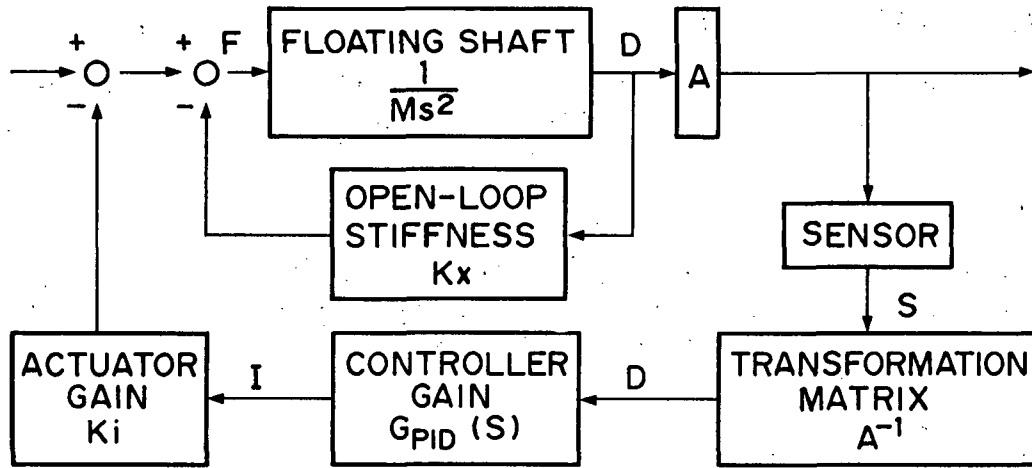 + + F FLOATING SHAFT D
1
Ms²
A
− −
OPEN-LOOP
STIFFNESS
Kx
SENSOR
S
ACTUATOR
GAIN
Ki
I
CONTROLLER
GAIN
GPID (S)
D
TRANSFORMATION
MATRIX
A⁻¹